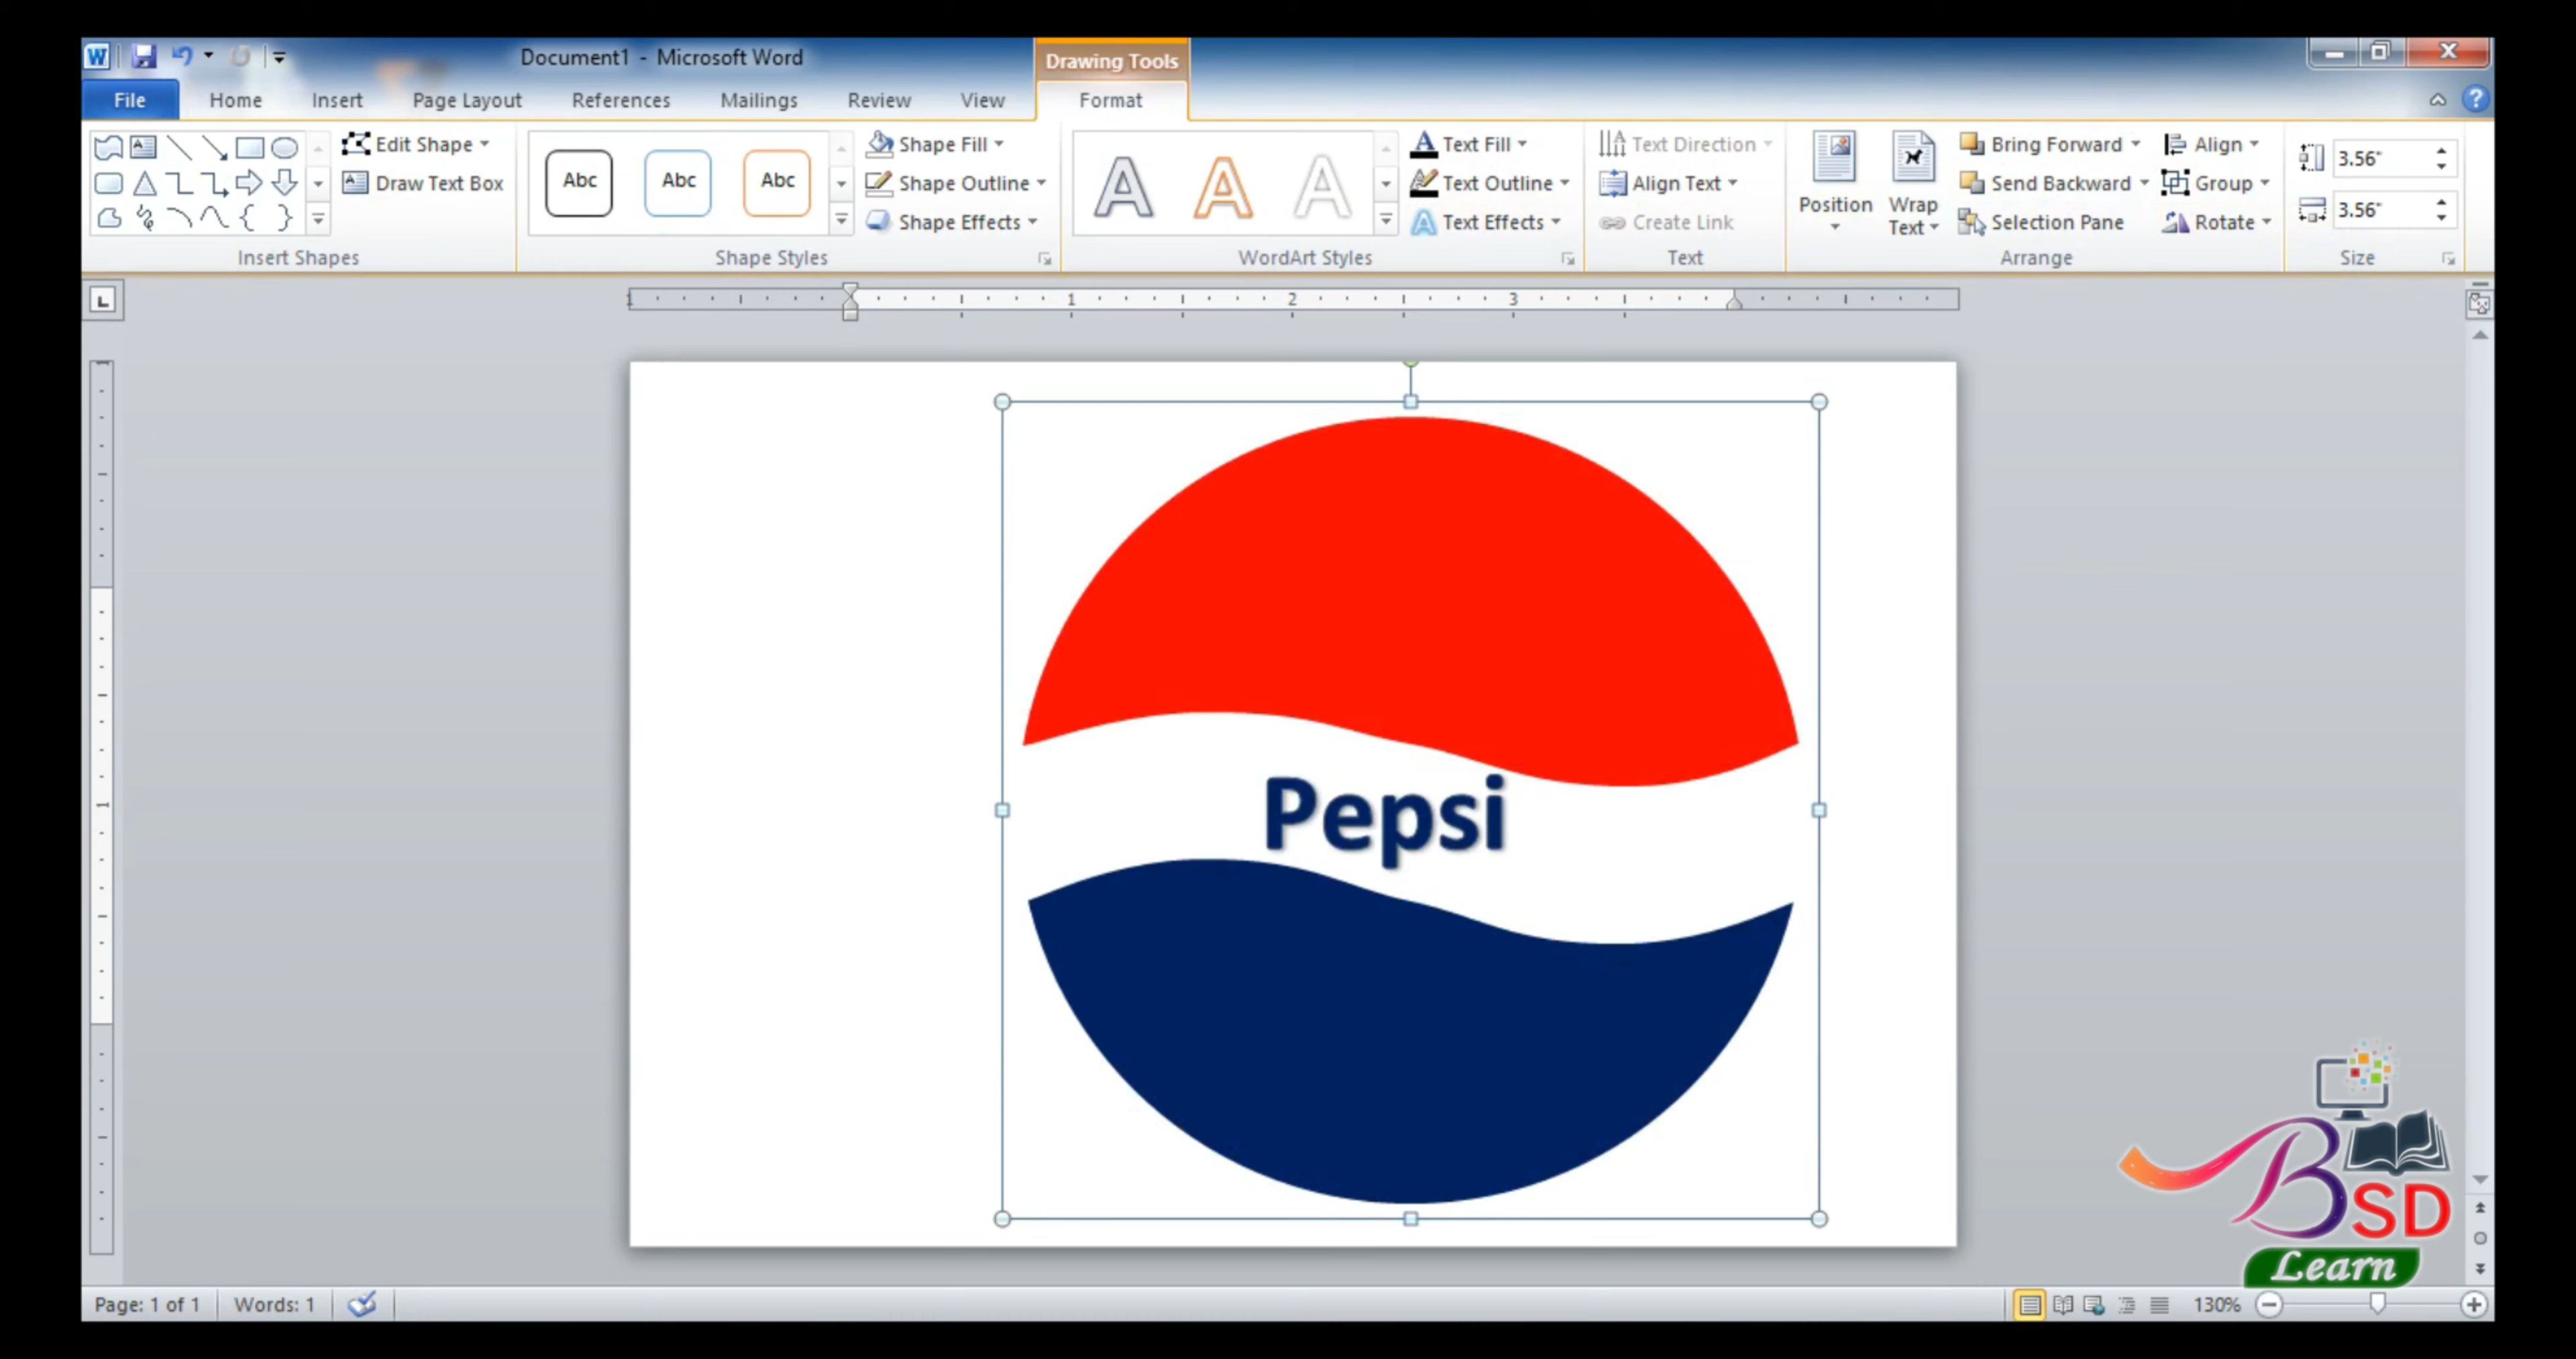 W
Document1 - Microsoft Word
Drawing Tools
File Home Insert Page Layout References Mailings Review View Format
Edit Shape
Draw Text Box
Insert Shapes
Abc Abc Abc
Shape Fill
Shape Outline
Shape Effects
Shape Styles
A A A
Text Fill
Text Outline
Text Effects
WordArt Styles
Text Direction
Align Text
Create Link
Text
Position
Wrap Text
Bring Forward
Send Backward
Selection Pane
Align
Group
Rotate
Arrange
3.56"
3.56"
Size
1 1 2 3
1
Pepsi
BSD
Learn
Page: 1 of 1 Words: 1 130%